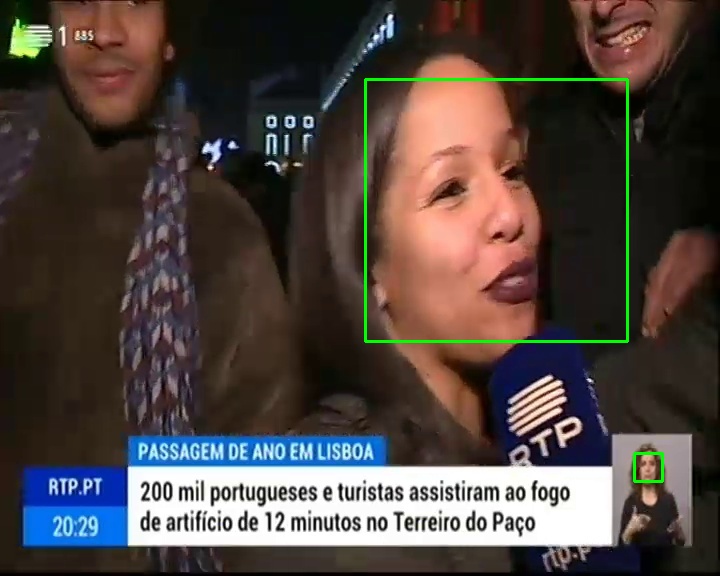 1 885
RTP
PASSAGEM DE ANO EM LISBOA
RTP.PT
200 mil portugueses e turistas assistiram ao fogo
20:29
de artifício de 12 minutos no Terreiro do Paço
rtp.p